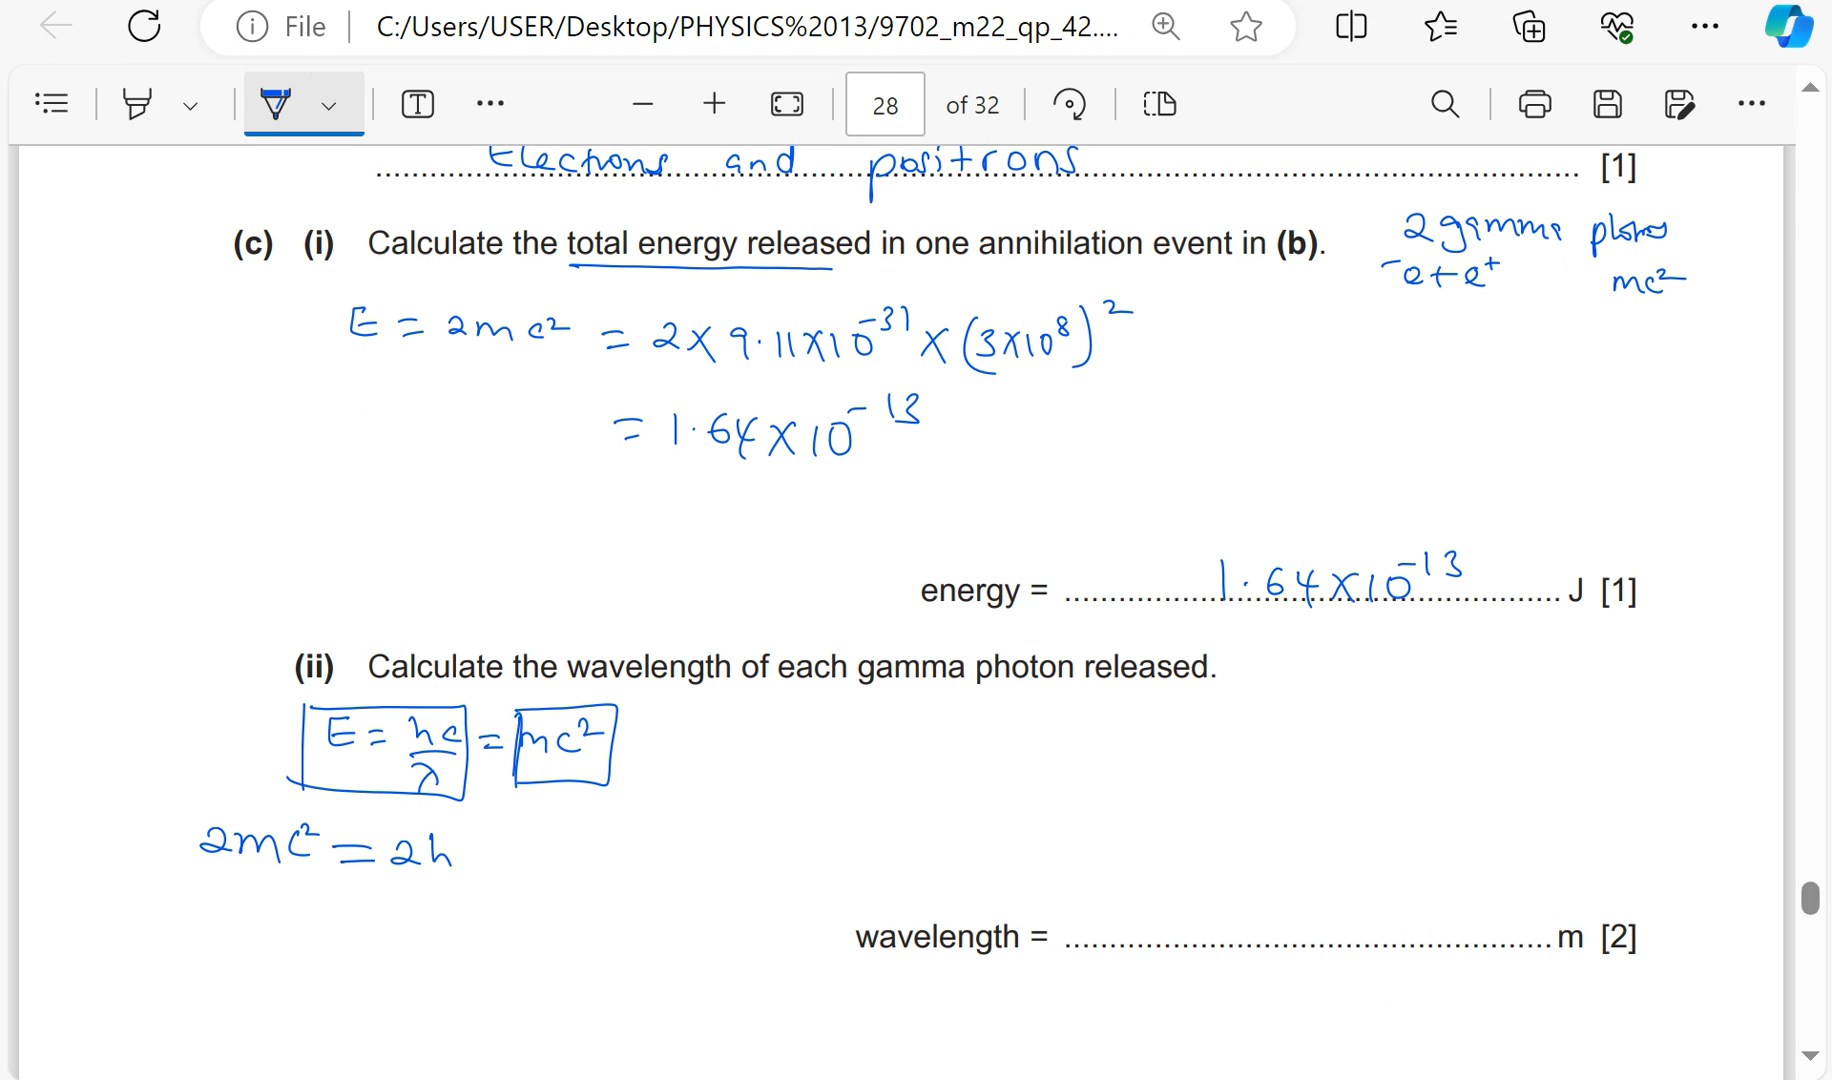 File C:/Users/USER/Desktop/PHYSICS%2013/9702_m22_qp_42....
28 of 32
Electrons and positrons [1]
(c) (i) Calculate the total energy released in one annihilation event in (b).
2 gamma
⁻e + e⁺ mc²
E = 2mc² = 2 × 9.11×10⁻³¹ × (3×10⁸)²
= 1.64×10⁻¹³
energy = 1.64×10⁻¹³ J [1]
(ii) Calculate the wavelength of each gamma photon released.
E = hc/λ = mc²
2mc² = 2h
wavelength = .................................................... m [2]